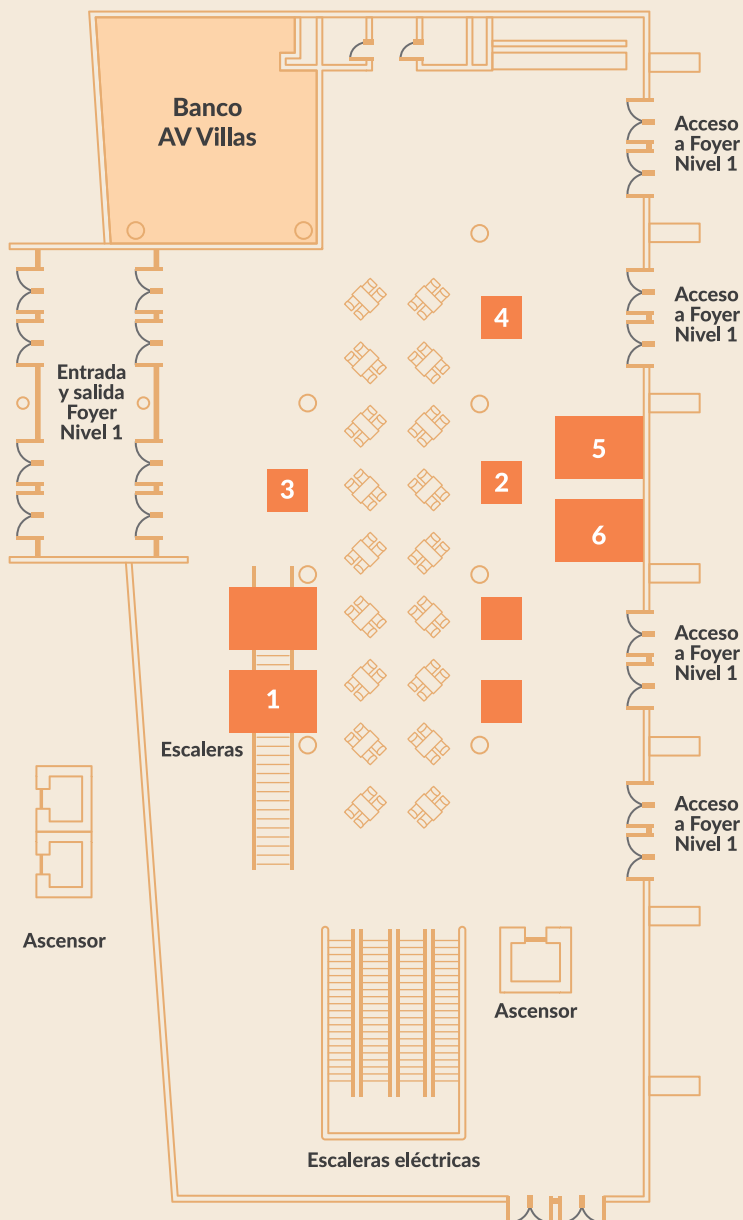 Banco
AV Villas
Acceso
a Foyer
Nivel 1
Acceso
a Foyer
Nivel 1
4
Entrada
y salida
Foyer
Nivel 1
5
3
2
6
1
Acceso
a Foyer
Nivel 1
Escaleras
Acceso
a Foyer
Nivel 1
Ascensor
Ascensor
Escaleras eléctricas